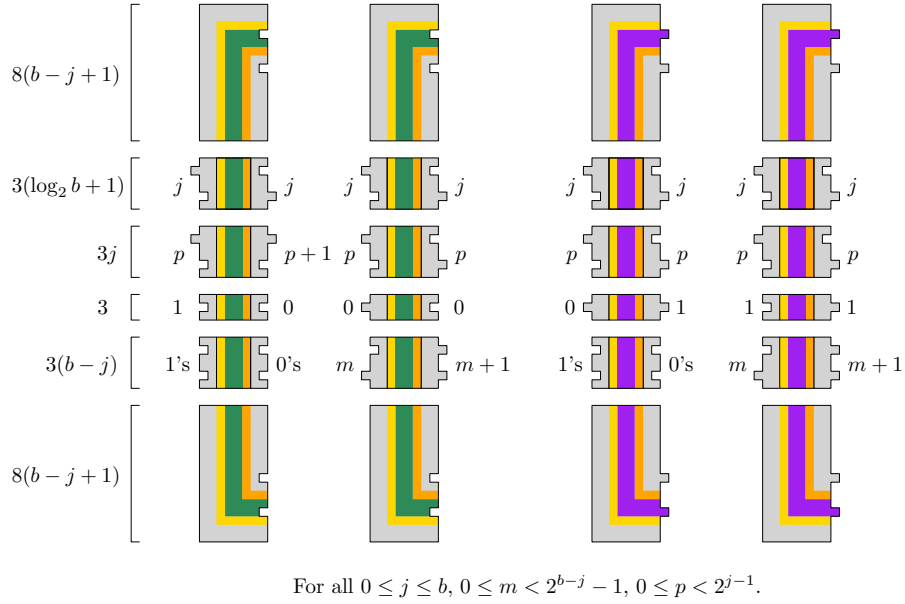 8(b − j + 1)
3(log₂ b + 1) j j j j j j j j
3j p p + 1 p p p p p p
3 1 0 0 0 0 1 1 1
3(b − j) 1's 0's m m + 1 1's 0's m m + 1
8(b − j + 1)
For all 0 ≤ j ≤ b, 0 ≤ m < 2^{b−j} − 1, 0 ≤ p < 2^{j−1}.